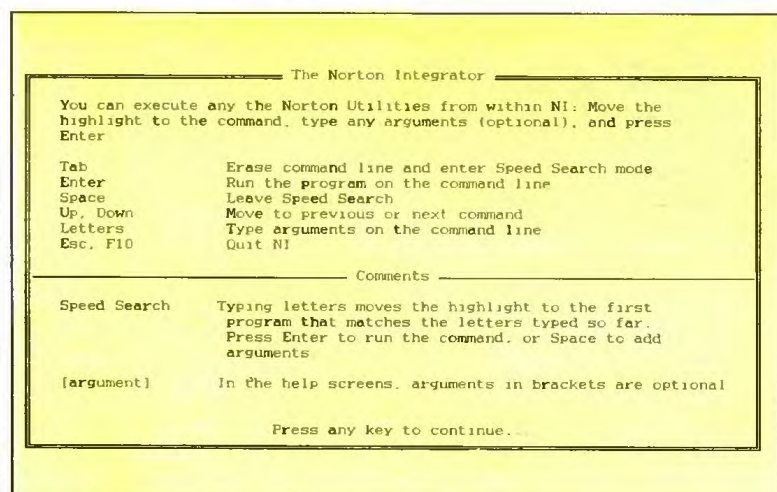 The Norton Integrator
You can execute any the Norton Utilities from within NI: Move the
highlight to the command, type any arguments (optional), and press
Enter
Tab Erase command line and enter Speed Search mode
Enter Run the program on the command line
Space Leave Speed Search
Up, Down Move to previous or next command
Letters Type arguments on the command line
Esc, F10 Quit NI
Comments
Speed Search Typing letters moves the highlight to the first
program that matches the letters typed so far.
Press Enter to run the command, or Space to add
arguments
[argument] In the help screens, arguments in brackets are optional
Press any key to continue...